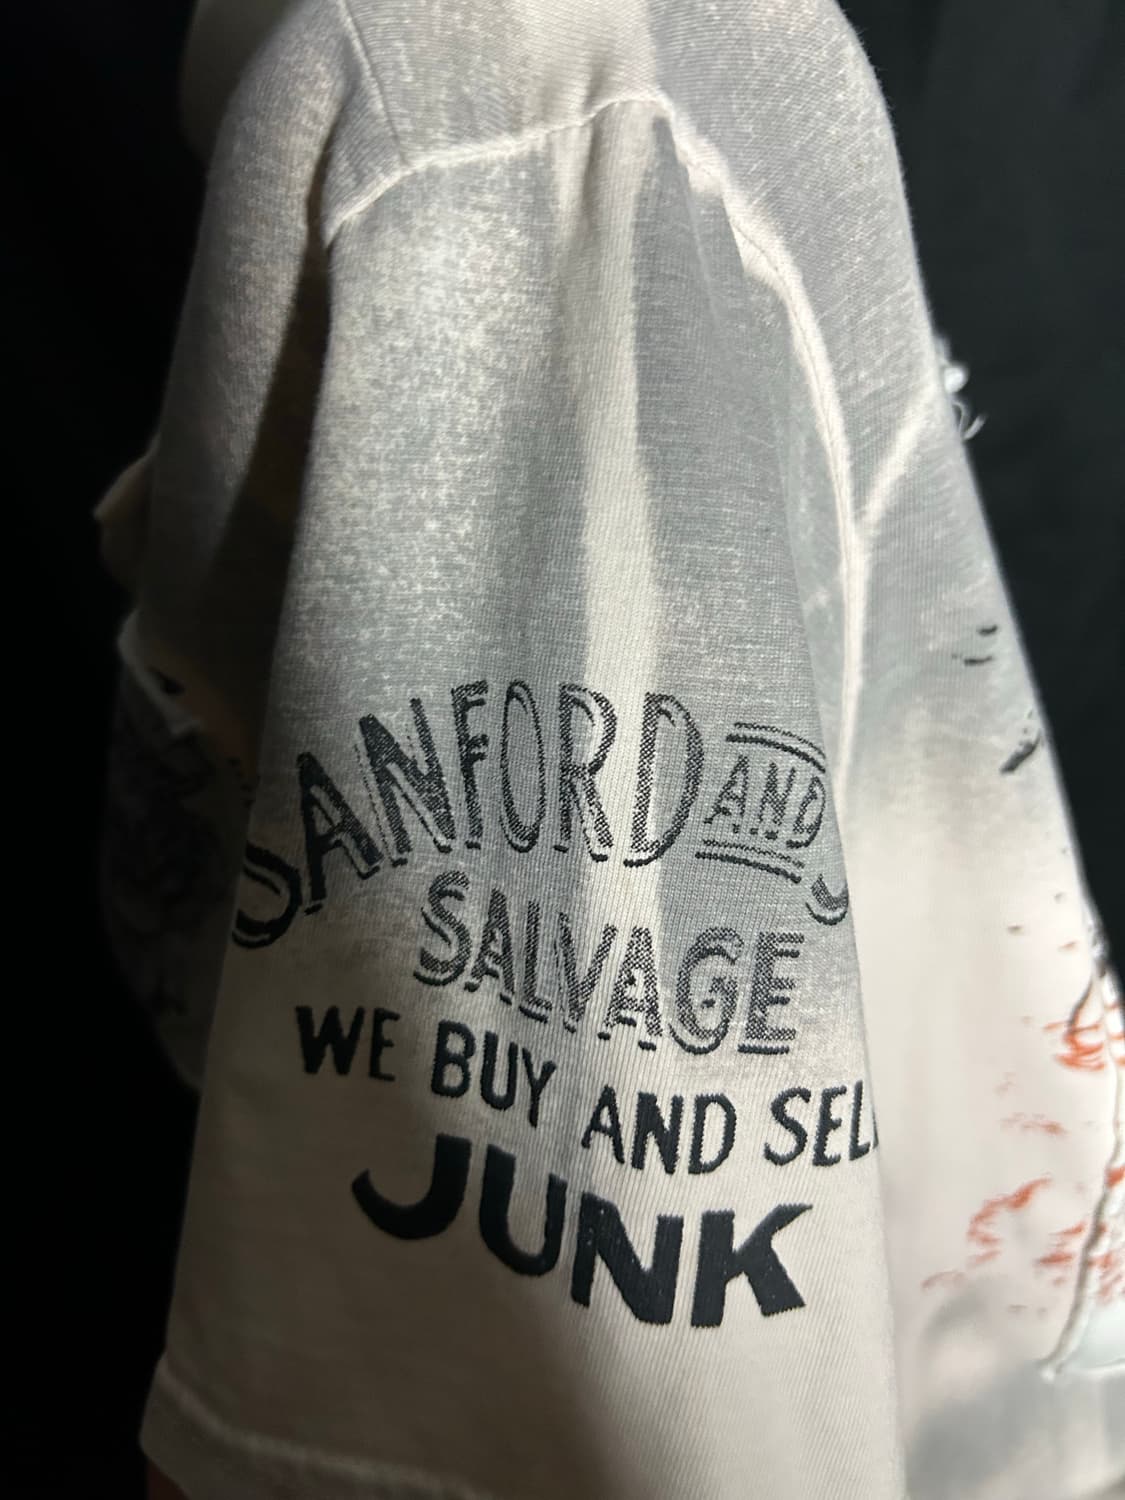 SANFORD AND S
SALVAGE
WE BUY AND SELL
JUNK